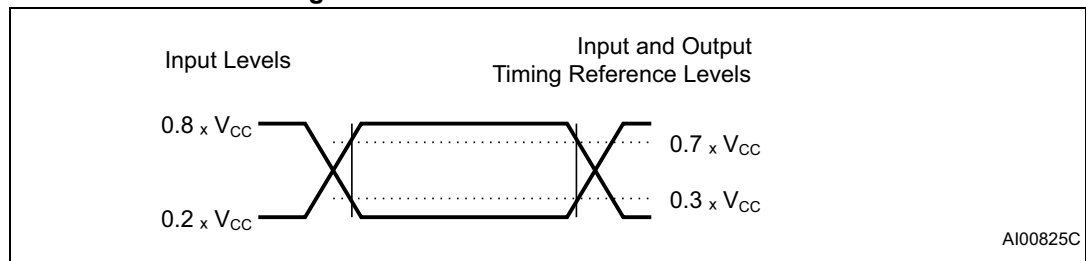 Input Levels
Input and Output
Timing Reference Levels
0.8 x VCC
0.7 x VCC
0.3 x VCC
0.2 x VCC
AI00825C